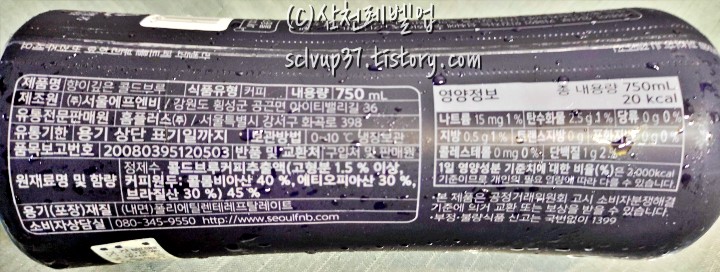 (C)삼천레벨업
sclvup37.tistory.com
제품명 향이깊은 콜드브루 식품유형 커피 내용량 750 mL
제조원 (주)서울에프엔비 / 강원도 횡성군 공근면 아이티밸리길 36
유통전문판매원 홈플러스(주) / 서울특별시 강서구 화곡로 398
유통기한 용기 상단 표기일까지 보관방법 0~10 ℃ 냉장보관
품목보고번호 20080395120503 반품 및 교환처 구입처 및 판매원
원재료명 및 함량 정제수, 콜드브루커피추출액(고형분 1.5 % 이상,
커피원두 콜롬비아산 40 %, 에티오피아산 30 %,
브라질산 30 %) 45 %
용기(포장)재질 (내면)폴리에틸렌테레프탈레이트
소비자상담실 080-345-9550 http://www.seoulfnb.com
영양정보 총 내용량 750mL
20 kcal
나트륨 15 mg 1 % 탄수화물 2.5 g 1 % 당류 0 g 0 %
지방 0.5 g 1 % 트랜스지방 0 g 포화지방 0 g 0 %
콜레스테롤 0 mg 0 % 단백질 1 g 2 %
1일 영양성분 기준치에 대한 비율(%)은 2,000kcal
기준이므로 개인의 필요 열량에 따라 다를 수 있습니다.
·본 제품은 공정거래위원회 고시 소비자분쟁해결
기준에 의거 교환 또는 보상을 받을 수 있습니다.
·부정·불량식품 신고는 국번없이 1399